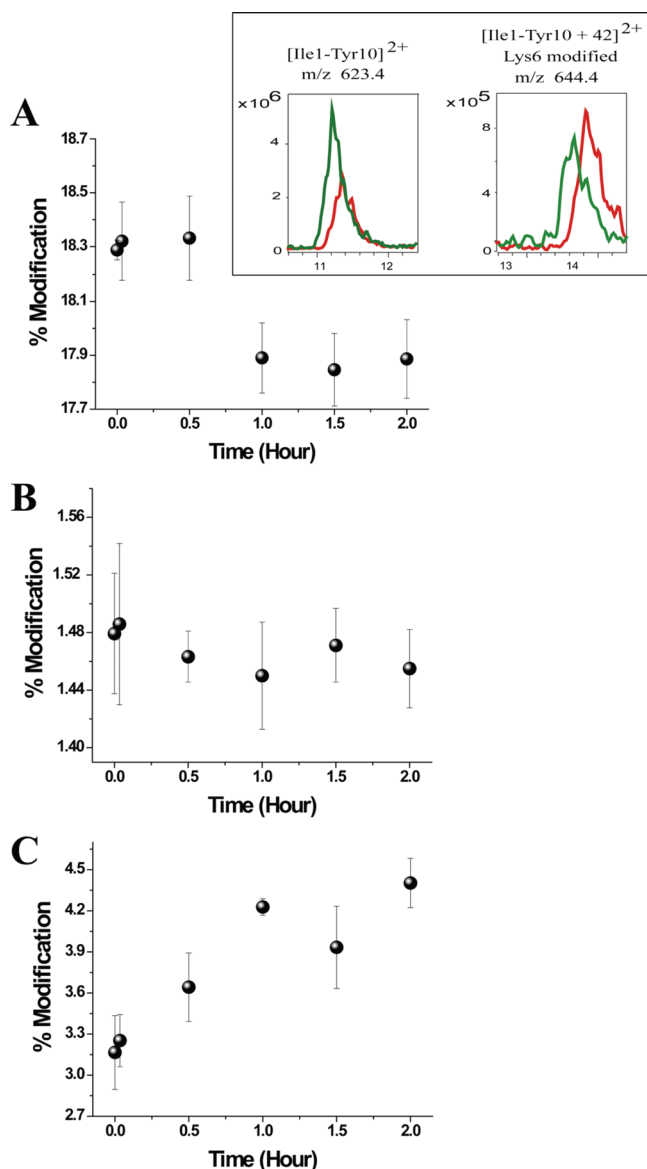 [Ile1-Tyr10]2+
m/z 623.4
[Ile1-Tyr10 + 42]2+
Lys6 modified
m/z 644.4
×10⁶
4
2
0
11 12
×10⁵
8
4
0
13 14
A
% Modification
18.7
18.5
18.3
18.1
17.9
17.7
0.0 0.5 1.0 1.5 2.0
Time (Hour)
B
% Modification
1.56
1.52
1.48
1.44
1.40
0.0 0.5 1.0 1.5 2.0
Time (Hour)
C
% Modification
4.5
4.2
3.9
3.6
3.3
3.0
2.7
0.0 0.5 1.0 1.5 2.0
Time (Hour)